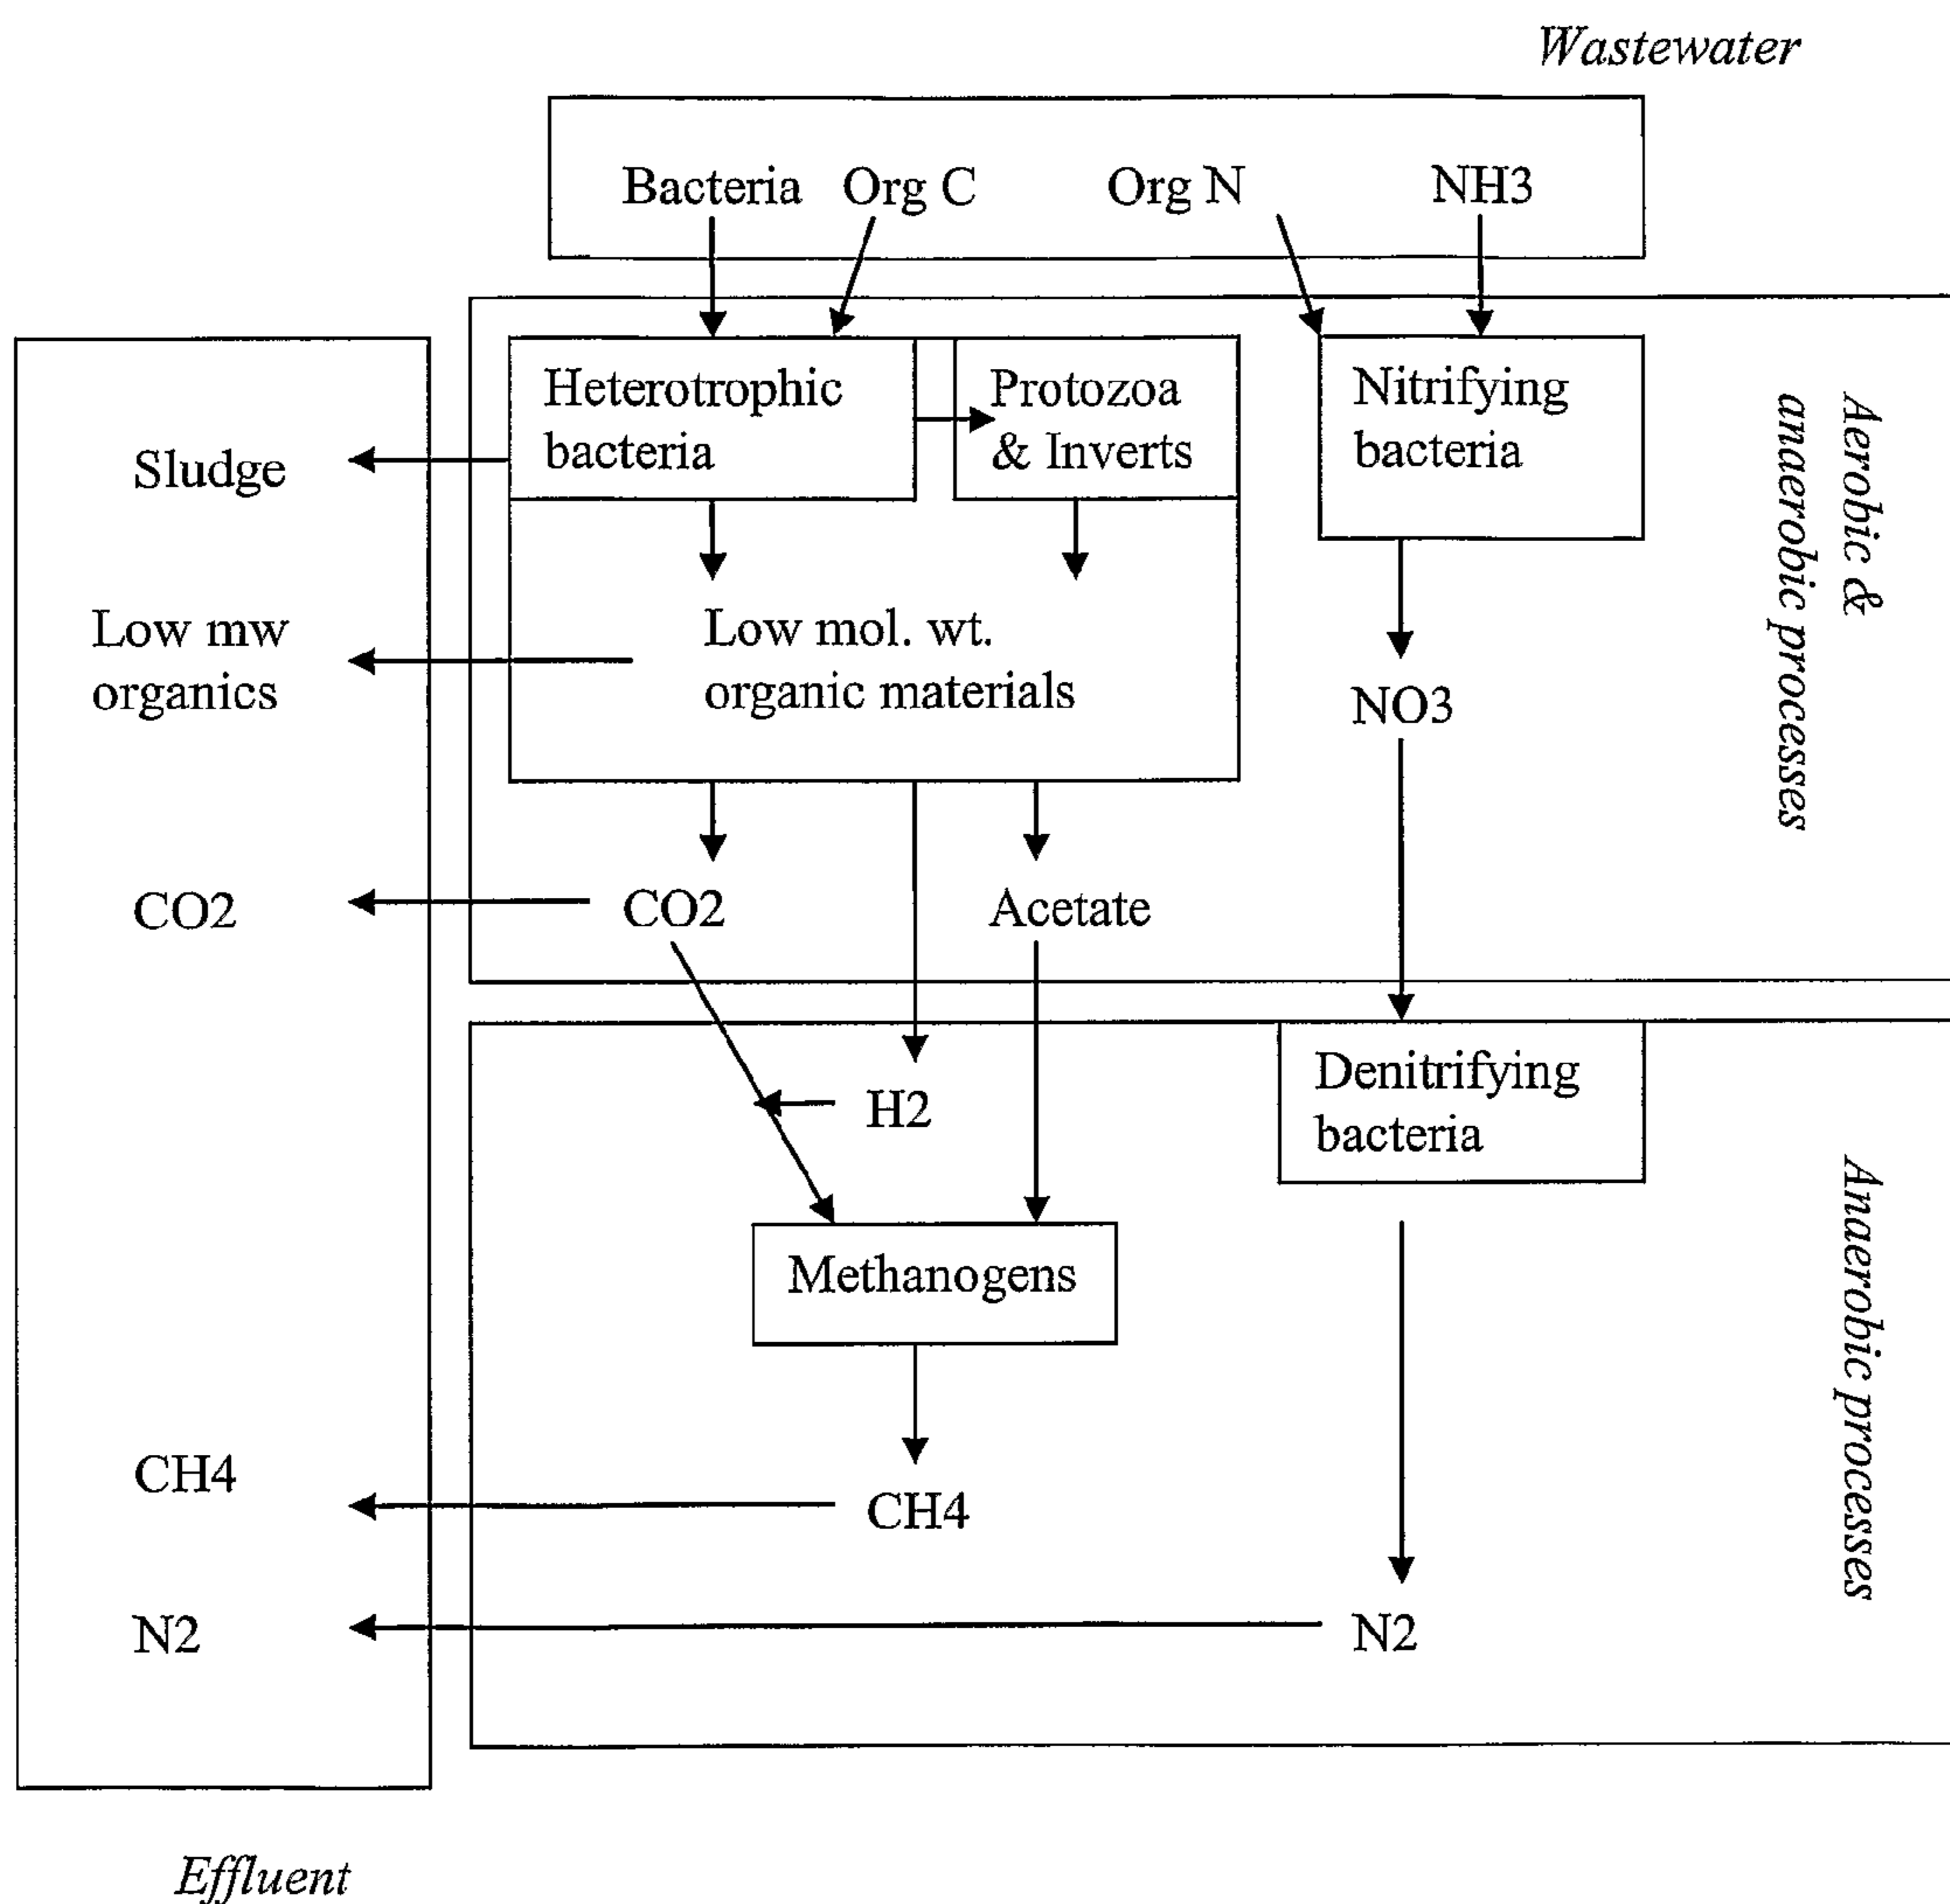 Wastewater
Bacteria Org C Org N NH3
Heterotrophic
bacteria
Protozoa
& Inverts
Nitrifying
bacteria
Aerobic &
anaerobic processes
Sludge
Low mw
organics
Low mol. wt.
organic materials
NO3
CO2
CO2
Acetate
H2
Denitrifying
bacteria
Anaerobic processes
Methanogens
CH4
CH4
N2
N2
Effluent